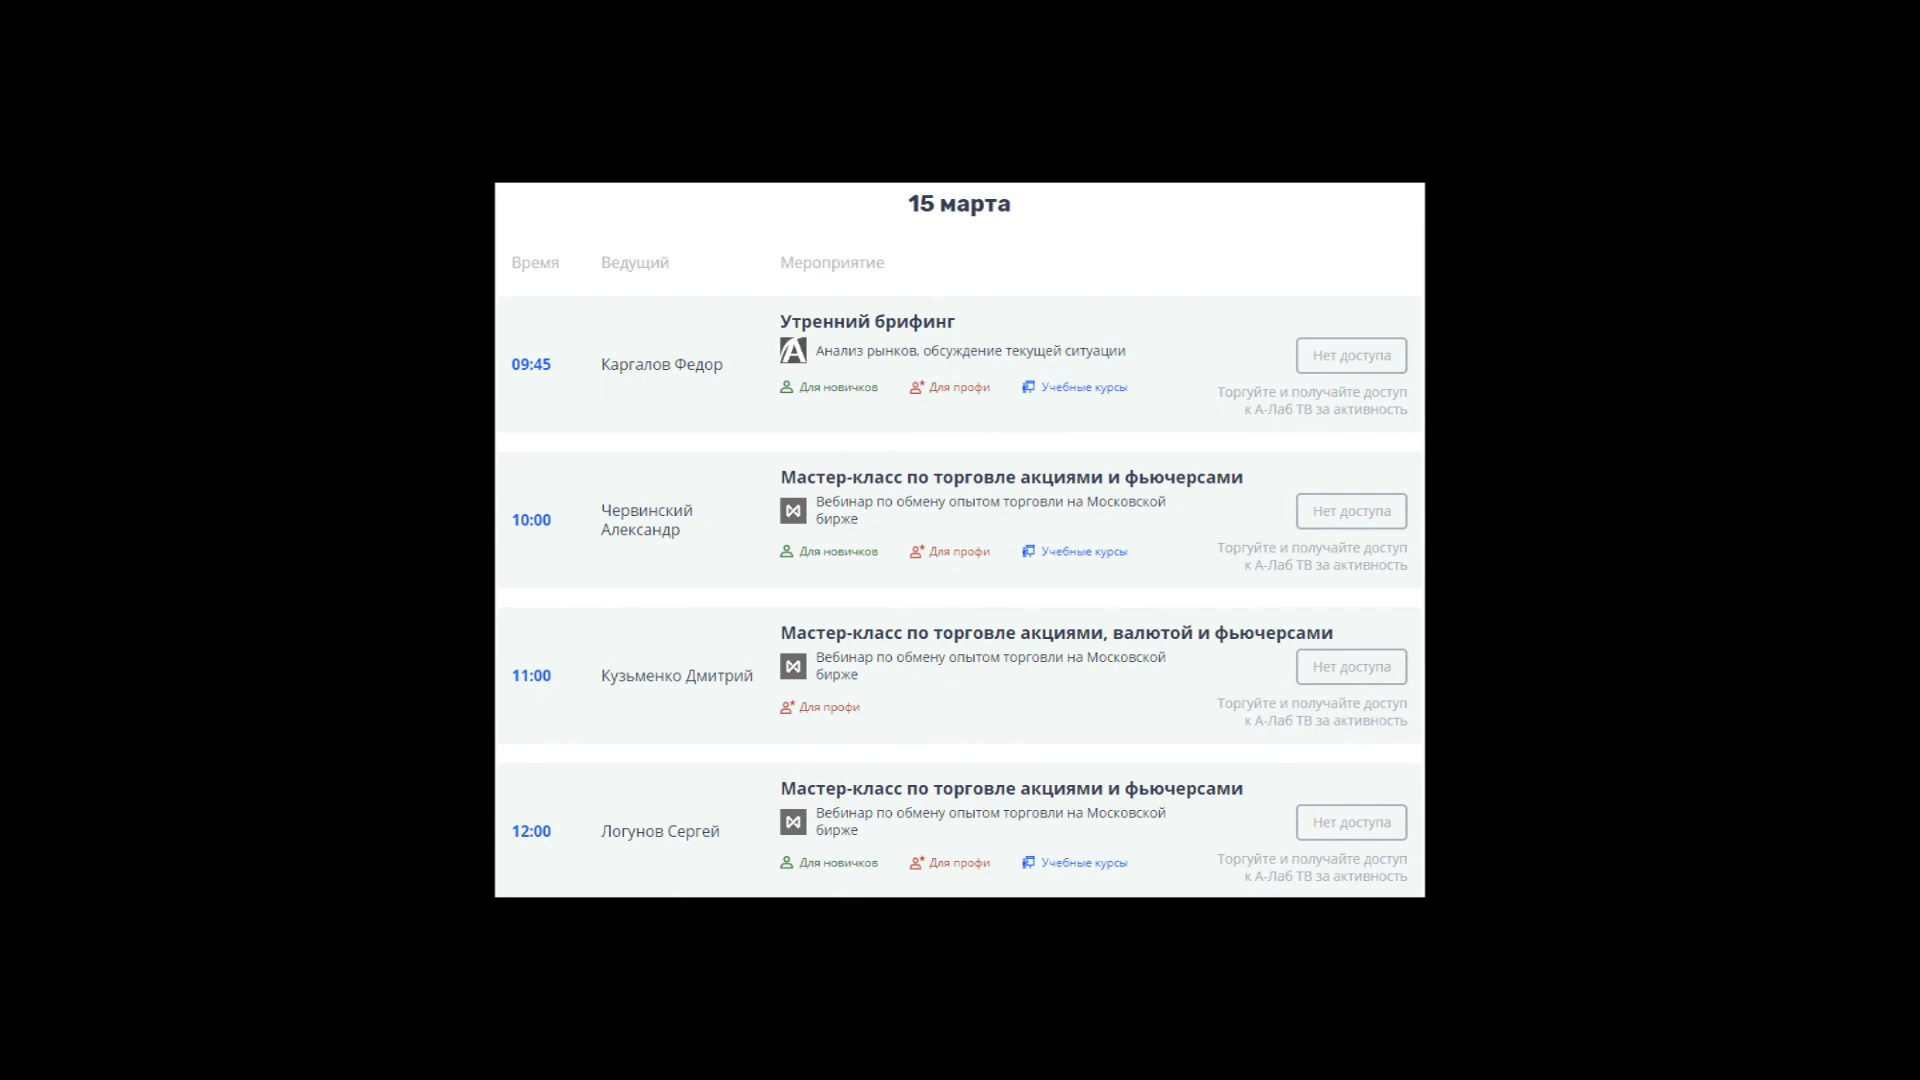 15 марта
Время Ведущий Мероприятие
Утренний брифинг
09:45 Каргалов Федор Анализ рынков, обсуждение текущей ситуации Нет доступа
Для новичков Для профи Учебные курсы
Торгуйте и получайте доступ
к А-Лаб ТВ за активность
Мастер-класс по торговле акциями и фьючерсами
10:00 Червинский
Александр
Вебинар по обмену опытом торговли на Московской
бирже
Нет доступа
Для новичков Для профи Учебные курсы
Торгуйте и получайте доступ
к А-Лаб ТВ за активность
Мастер-класс по торговле акциями, валютой и фьючерсами
11:00 Кузьменко Дмитрий
Вебинар по обмену опытом торговли на Московской
бирже
Нет доступа
Для профи
Торгуйте и получайте доступ
к А-Лаб ТВ за активность
Мастер-класс по торговле акциями и фьючерсами
12:00 Логунов Сергей
Вебинар по обмену опытом торговли на Московской
бирже
Нет доступа
Для новичков Для профи Учебные курсы
Торгуйте и получайте доступ
к А-Лаб ТВ за активность